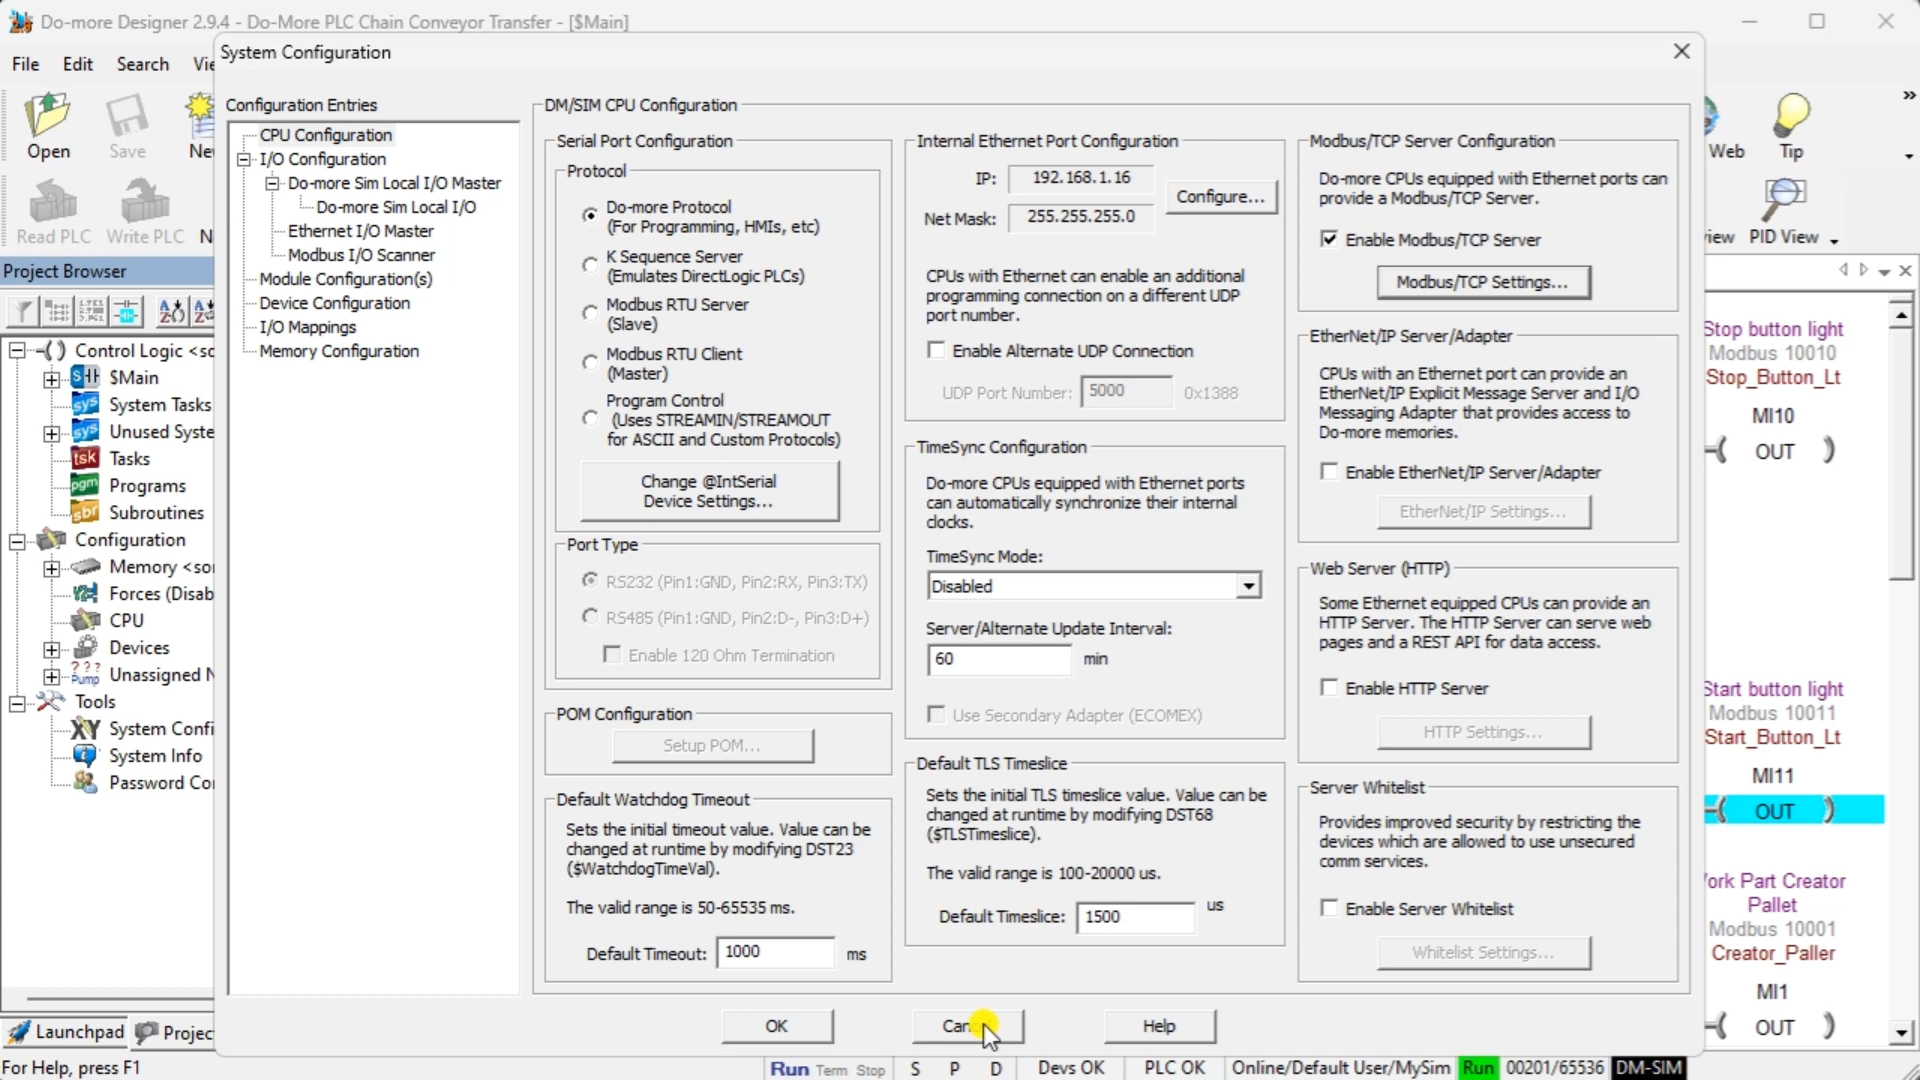 Do-more Designer 2.9.4 - Do-More PLC Chain Conveyor Transfer - [$Main]
File Edit Search
System Configuration
Open Save
Read PLC Write PLC
Web Tip
PID View
Project Browser
Control Logic
$Main
System Tasks
Tasks
Programs
Subroutines
Configuration
Memory
Forces
CPU
Devices
Unassigned
Tools
System
System Info
Password
Launchpad
Configuration Entries
CPU Configuration
I/O Configuration
Do-more Sim Local I/O Master
Do-more Sim Local I/O
Ethernet I/O Master
Modbus I/O Scanner
Module Configuration(s)
Device Configuration
I/O Mappings
Memory Configuration
DM/SIM CPU Configuration
Serial Port Configuration
Protocol
Do-more Protocol
(For Programming, HMIs, etc)
K Sequence Server
(Emulates DirectLogic PLCs)
Modbus RTU Server
(Slave)
Modbus RTU Client
(Master)
Program Control
(Uses STREAMIN/STREAMOUT
for ASCII and Custom Protocols)
Change @IntSerial
Device Settings...
Port Type
RS232 (Pin1:GND, Pin2:RX, Pin3:TX)
RS485 (Pin1:GND, Pin2:D-, Pin3:D+)
Enable 120 Ohm Termination
POM Configuration
Setup POM...
Default Watchdog Timeout
Sets the initial timeout value. Value can be
changed at runtime by modifying DST23
($WatchdogTimeVal).
The valid range is 50-65535 ms.
Default Timeout: 1000 ms
Internal Ethernet Port Configuration
IP: 192.168.1.16
Configure...
Net Mask: 255.255.255.0
CPUs with Ethernet can enable an additional
programming connection on a different UDP
port number.
Enable Alternate UDP Connection
UDP Port Number: 5000 0x1388
TimeSync Configuration
Do-more CPUs equipped with Ethernet ports
can automatically synchronize their internal
clocks.
TimeSync Mode:
Disabled
Server/Alternate Update Interval:
60 min
Use Secondary Adapter (ECOMEX)
Default TLS Timeslice
Sets the initial TLS timeslice value. Value can be
changed at runtime by modifying DST68
($TLSTimeslice).
The valid range is 100-20000 us.
Default Timeslice: 1500 us
Modbus/TCP Server Configuration
Do-more CPUs equipped with Ethernet ports can
provide a Modbus/TCP Server.
Enable Modbus/TCP Server
Modbus/TCP Settings...
EtherNet/IP Server/Adapter
CPUs with an Ethernet port can provide an
EtherNet/IP Explicit Message Server and I/O
Messaging Adapter that provides access to
Do-more memories.
Enable EtherNet/IP Server/Adapter
EtherNet/IP Settings...
Web Server (HTTP)
Some Ethernet equipped CPUs can provide an
HTTP Server. The HTTP Server can serve web
pages and a REST API for data access.
Enable HTTP Server
HTTP Settings...
Server Whitelist
Provides improved security by restricting the
devices which are allowed to use unsecured
comm services.
Enable Server Whitelist
Whitelist Settings...
OK Help
Stop button light
Modbus 10010
Stop_Button_Lt
MI10
OUT
Start button light
Modbus 10011
Start_Button_Lt
MI11
OUT
Part Creator
Pallet
Modbus 10001
Creator_Paller
MI1
OUT
For Help, press F1
Run Term Stop S P D Devs OK PLC OK Online/Default User/MySim Run 00201/65536 DM-SIM